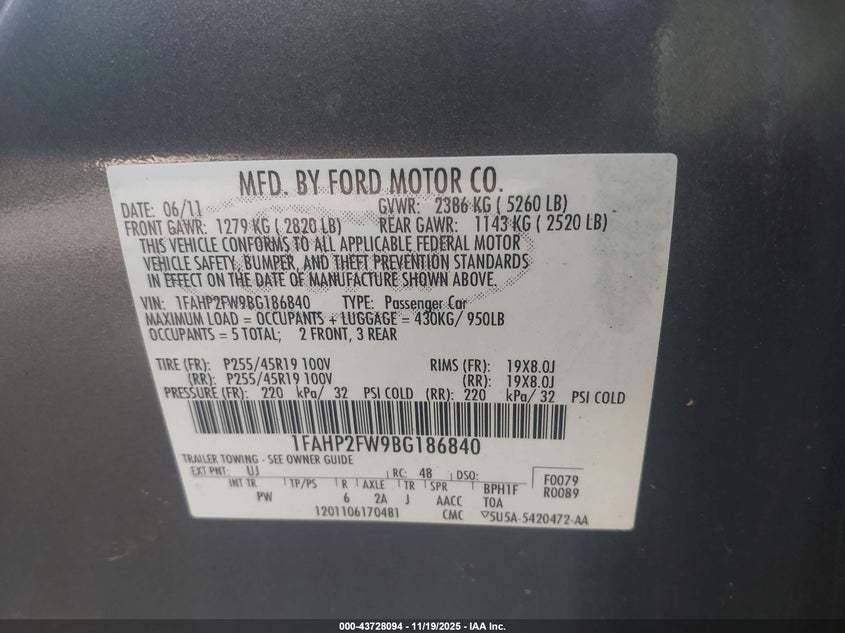 MFD. BY FORD MOTOR CO.
DATE: 06/11 GVWR: 2386 KG ( 5260 LB)
FRONT GAWR: 1279 KG ( 2820 LB) REAR GAWR: 1143 KG ( 2520 LB)
THIS VEHICLE CONFORMS TO ALL APPLICABLE FEDERAL MOTOR
VEHICLE SAFETY, BUMPER, AND THEFT PREVENTION STANDARDS
IN EFFECT ON THE DATE OF MANUFACTURE SHOWN ABOVE.
VIN: 1FAHP2FW9BG186840 TYPE: Passenger Car
MAXIMUM LOAD = OCCUPANTS + LUGGAGE = 430KG/ 950LB
OCCUPANTS = 5 TOTAL; 2 FRONT, 3 REAR
TIRE (FR): P255/45R19 100V RIMS (FR): 19X8.0J
(RR): P255/45R19 100V (RR): 19X8.0J
PRESSURE (FR): 220 kPa/ 32 PSI COLD (RR): 220 kPa/ 32 PSI COLD
1FAHP2FW9BG186840
TRAILER TOWING - SEE OWNER GUIDE
EXT PNT: UJ RC: 48 DSO: F0079
INT TR TP/PS R AXLE TR SPR BPH1F R0089
PW 6 2A J AACC TOA
1201106170481 CMC 5U5A-5420472-AA
000-43728094 — 11/19/2025 — IAA Inc.